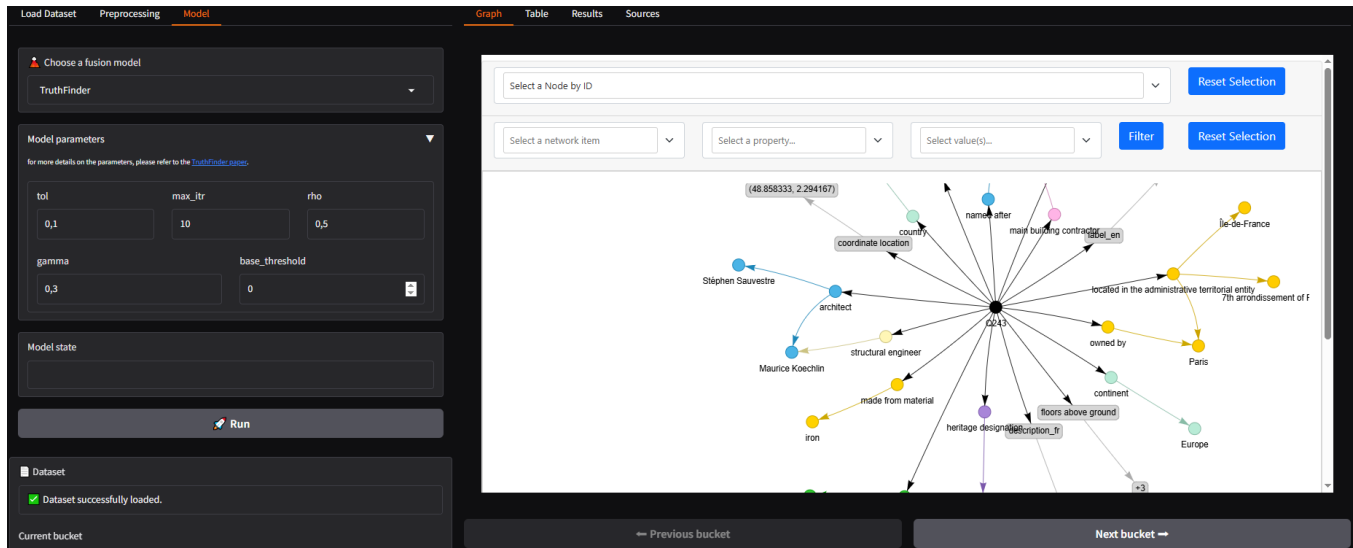 Load Dataset Preprocessing Model
Choose a fusion model
TruthFinder
Model parameters
for more details on the parameters, please refer to the TruthFinder paper.
tol max_itr rho
0,1 10 0,5
gamma base_threshold
0,3 0
Model state
Run
Dataset
Dataset successfully loaded.
Current bucket
Graph Table Results Sources
Select a Node by ID
Reset Selection
Select a network item
Select a property...
Select value(s)...
Filter
Reset Selection
(48.858333, 2.294167)
named after
country
main building contractor
label_en
Île-de-France
coordinate location
Stéphen Sauvestre
located in the administrative territorial entity
7th arrondissement of F
architect
Q243
owned by
structural engineer
Paris
Maurice Koechlin
continent
made from material
floors above ground
heritage designation
description_fr
iron
Europe
+3
← Previous bucket
Next bucket →